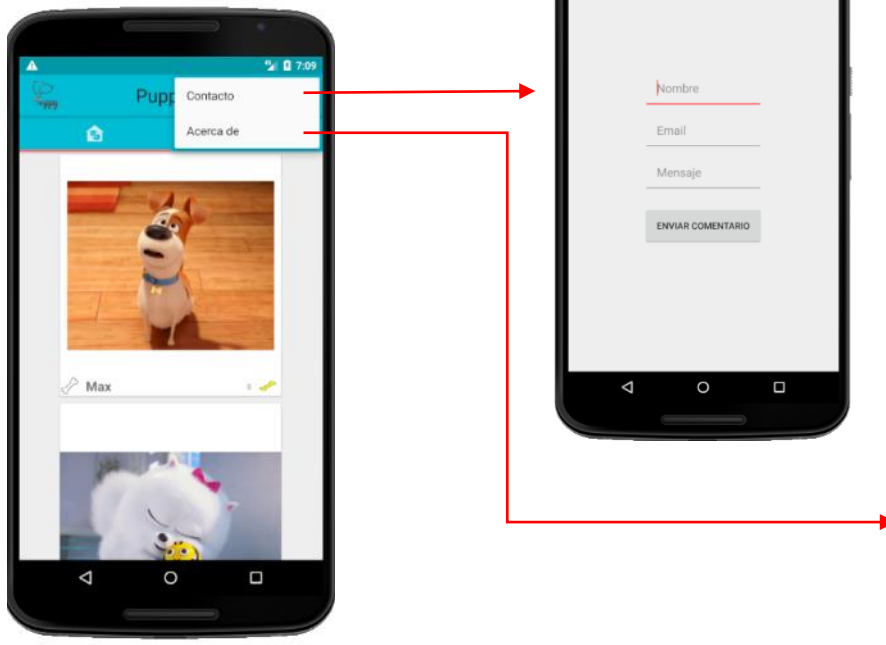 7:09
Pupp
Contacto
Acerca de
Max
Nombre
Email
Mensaje
ENVIAR COMENTARIO